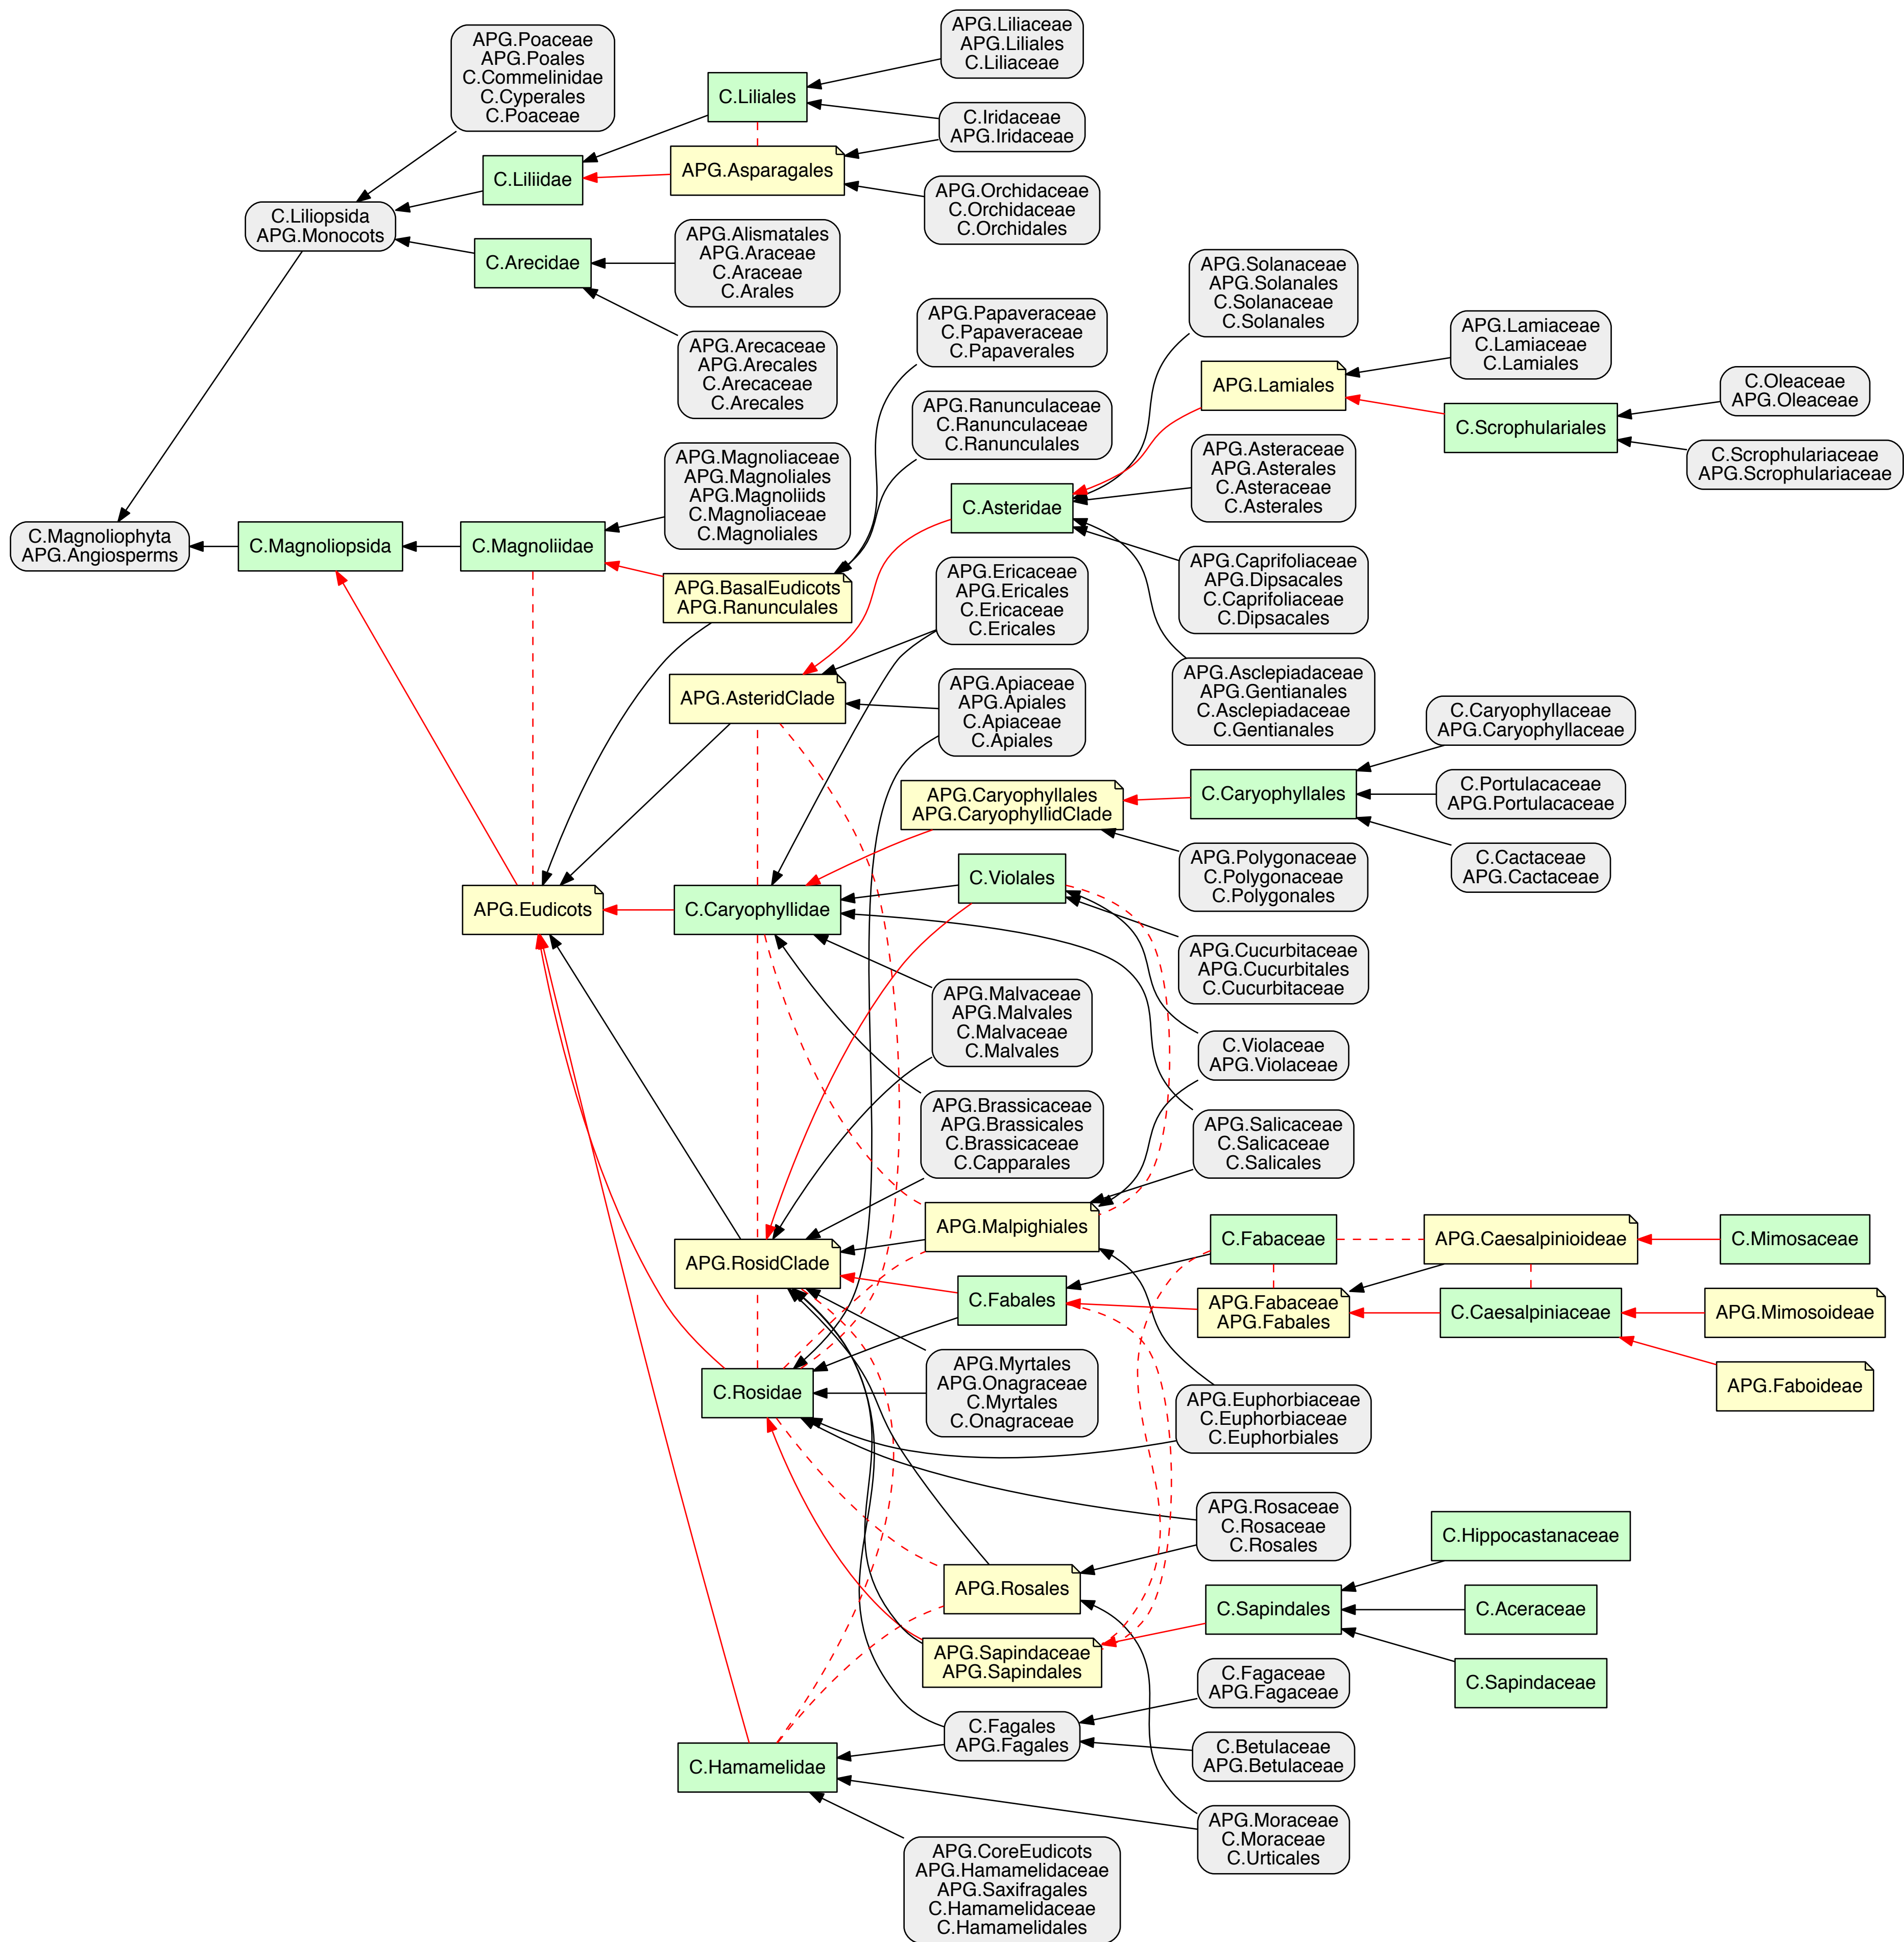 APG.Poaceae
APG.Poales
C.Commelinidae
C.Cyperales
C.Poaceae
APG.Liliaceae
APG.Liliales
C.Liliaceae
C.Liliales
C.Iridaceae
APG.Iridaceae
C.Liliidae
APG.Asparagales
APG.Orchidaceae
C.Orchidaceae
C.Orchidales
C.Liliopsida
APG.Monocots
C.Arecidae
APG.Alismatales
APG.Araceae
C.Araceae
C.Arales
APG.Arecaceae
APG.Arecales
C.Arecaceae
C.Arecales
APG.Papaveraceae
C.Papaveraceae
C.Papaverales
APG.Solanaceae
APG.Solanales
C.Solanaceae
C.Solanales
APG.Lamiales
APG.Lamiaceae
C.Lamiaceae
C.Lamiales
C.Oleaceae
APG.Oleaceae
C.Scrophulariales
C.Scrophulariaceae
APG.Scrophulariaceae
APG.Ranunculaceae
C.Ranunculaceae
C.Ranunculales
APG.Magnoliaceae
APG.Magnoliales
APG.Magnoliids
C.Magnoliaceae
C.Magnoliales
C.Asteridae
APG.Asteraceae
APG.Asterales
C.Asteraceae
C.Asterales
C.Magnoliophyta
APG.Angiosperms
C.Magnoliopsida
C.Magnoliidae
APG.BasalEudicots
APG.Ranunculales
APG.Ericaceae
APG.Ericales
C.Ericaceae
C.Ericales
APG.Caprifoliaceae
APG.Dipsacales
C.Caprifoliaceae
C.Dipsacales
APG.AsteridClade
APG.Apiaceae
APG.Apiales
C.Apiaceae
C.Apiales
APG.Asclepiadaceae
APG.Gentianales
C.Asclepiadaceae
C.Gentianales
C.Caryophyllaceae
APG.Caryophyllaceae
APG.Caryophyllales
APG.CaryophyllidClade
C.Caryophyllales
C.Portulacaceae
APG.Portulacaceae
C.Cactaceae
APG.Cactaceae
APG.Polygonaceae
C.Polygonaceae
C.Polygonales
APG.Eudicots
C.Caryophyllidae
C.Violales
APG.Cucurbitaceae
APG.Cucurbitales
C.Cucurbitaceae
APG.Malvaceae
APG.Malvales
C.Malvaceae
C.Malvales
C.Violaceae
APG.Violaceae
APG.Brassicaceae
APG.Brassicales
C.Brassicaceae
C.Capparales
APG.Salicaceae
C.Salicaceae
C.Salicales
APG.Malpighiales
APG.RosidClade
C.Fabaceae
APG.Caesalpinioideae
C.Mimosaceae
C.Fabales
APG.Fabaceae
APG.Fabales
C.Caesalpiniaceae
APG.Mimosoideae
APG.Faboideae
C.Rosidae
APG.Myrtales
APG.Onagraceae
C.Myrtales
C.Onagraceae
APG.Euphorbiaceae
C.Euphorbiaceae
C.Euphorbiales
APG.Rosaceae
C.Rosaceae
C.Rosales
APG.Rosales
C.Hippocastanaceae
C.Sapindales
C.Aceraceae
C.Sapindaceae
APG.Sapindaceae
APG.Sapindales
C.Fagaceae
APG.Fagaceae
C.Fagales
APG.Fagales
C.Betulaceae
APG.Betulaceae
C.Hamamelidae
APG.Moraceae
C.Moraceae
C.Urticales
APG.CoreEudicots
APG.Hamamelidaceae
APG.Saxifragales
C.Hamamelidaceae
C.Hamamelidales